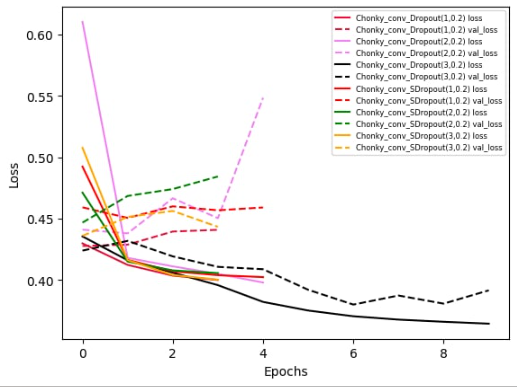 Chonky_conv_Dropout(1,0.2) loss
Chonky_conv_Dropout(1,0.2) val_loss
Chonky_conv_Dropout(2,0.2) loss
Chonky_conv_Dropout(2,0.2) val_loss
Chonky_conv_Dropout(3,0.2) loss
Chonky_conv_Dropout(3,0.2) val_loss
Chonky_conv_SDropout(1,0.2) loss
Chonky_conv_SDropout(1,0.2) val_loss
Chonky_conv_SDropout(2,0.2) loss
Chonky_conv_SDropout(2,0.2) val_loss
Chonky_conv_SDropout(3,0.2) loss
Chonky_conv_SDropout(3,0.2) val_loss
Loss
0.60
0.55
0.50
0.45
0.40
0 2 4 6 8
Epochs